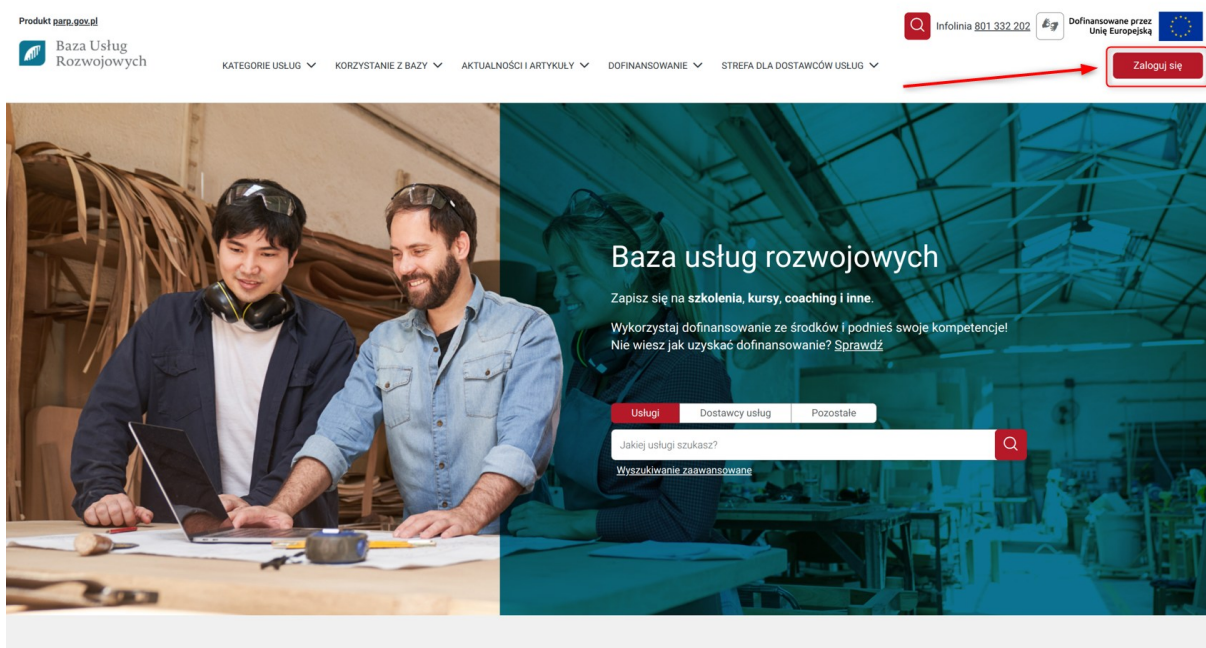 Produkt parp.gov.pl
Infolinia 801 332 202
Dofinansowane przez
Unię Europejską
Baza Usług
Rozwojowych
KATEGORIE USŁUG
KORZYSTANIE Z BAZY
AKTUALNOŚCI I ARTYKUŁY
DOFINANSOWANIE
STREFA DLA DOSTAWCÓW USŁUG
Zaloguj się
Baza usług rozwojowych
Zapisz się na szkolenia, kursy, coaching i inne.
Wykorzystaj dofinansowanie ze środków i podnieś swoje kompetencje!
Nie wiesz jak uzyskać dofinansowanie? Sprawdź
Usługi
Dostawcy usług
Pozostałe
Jakiej usługi szukasz?
Wyszukiwanie zaawansowane